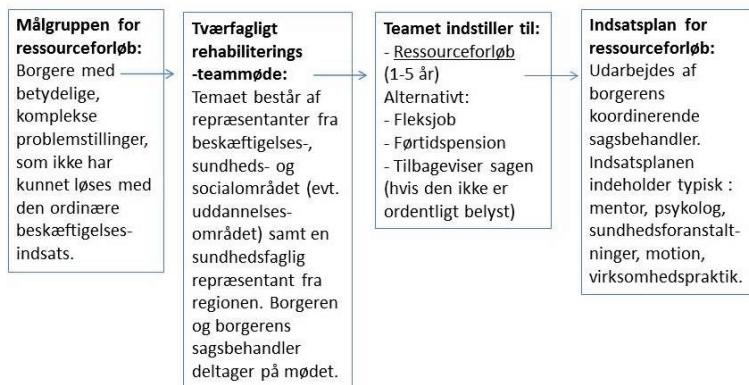 Målgruppen for
ressourceforløb:
Borgere med
betydelige,
komplekse
problemstillinger,
som ikke har
kunnet løses med
den ordinære
beskæftigelses-
indsats.
Tværfagligt
rehabiliterings
-teammøde:
Temaet består af
repræsentanter fra
beskæftigelses-,
sundheds- og
socialområdet (evt.
uddannelses-
området) samt en
sundhedsfaglig
repræsentant fra
regionen. Borgeren
og borgerens
sagsbehandler
deltager på mødet.
Teamet indstiller til:
- Ressourceforløb
(1-5 år)
Alternativt:
- Fleksjob
- Førtidspension
- Tilbageviser sagen
(hvis den ikke er
ordentligt belyst)
Indsatsplan for
ressourceforløb:
Udarbejdes af
borgerens
koordinerende
sagsbehandler.
Indsatsplanen
indeholder typisk :
mentor, psykolog,
sundhedsforanstalt-
ninger, motion,
virksomhedspraktik.